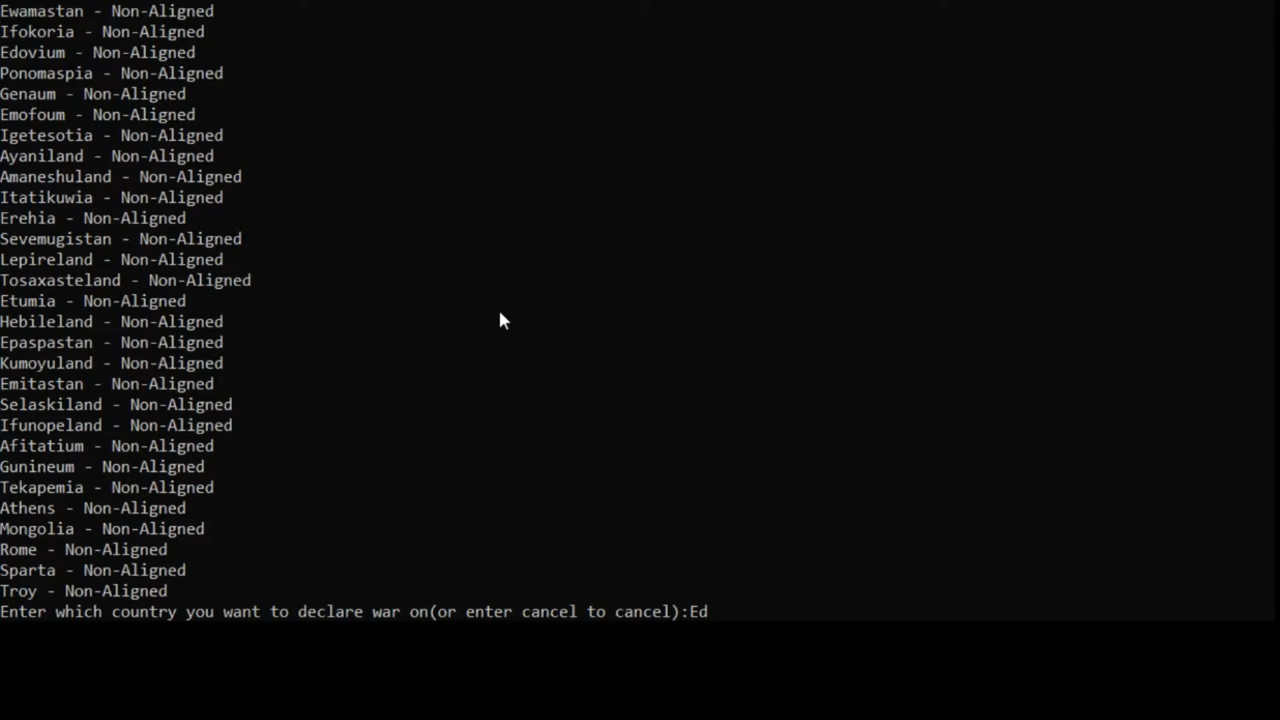 Ewamastan - Non-Aligned
Ifokoria - Non-Aligned
Edovium - Non-Aligned
Ponomaspia - Non-Aligned
Genaum - Non-Aligned
Emofoum - Non-Aligned
Igetesotia - Non-Aligned
Ayaniland - Non-Aligned
Amaneshuland - Non-Aligned
Itatikuwia - Non-Aligned
Erehia - Non-Aligned
Sevemugistan - Non-Aligned
Lepireland - Non-Aligned
Tosaxasteland - Non-Aligned
Etumia - Non-Aligned
Hebileland - Non-Aligned
Epaspastan - Non-Aligned
Kumoyuland - Non-Aligned
Emitastan - Non-Aligned
Selaskiland - Non-Aligned
Ifunopeland - Non-Aligned
Afitatium - Non-Aligned
Gunineum - Non-Aligned
Tekapemia - Non-Aligned
Athens - Non-Aligned
Mongolia - Non-Aligned
Rome - Non-Aligned
Sparta - Non-Aligned
Troy - Non-Aligned
Enter which country you want to declare war on(or enter cancel to cancel):Ed